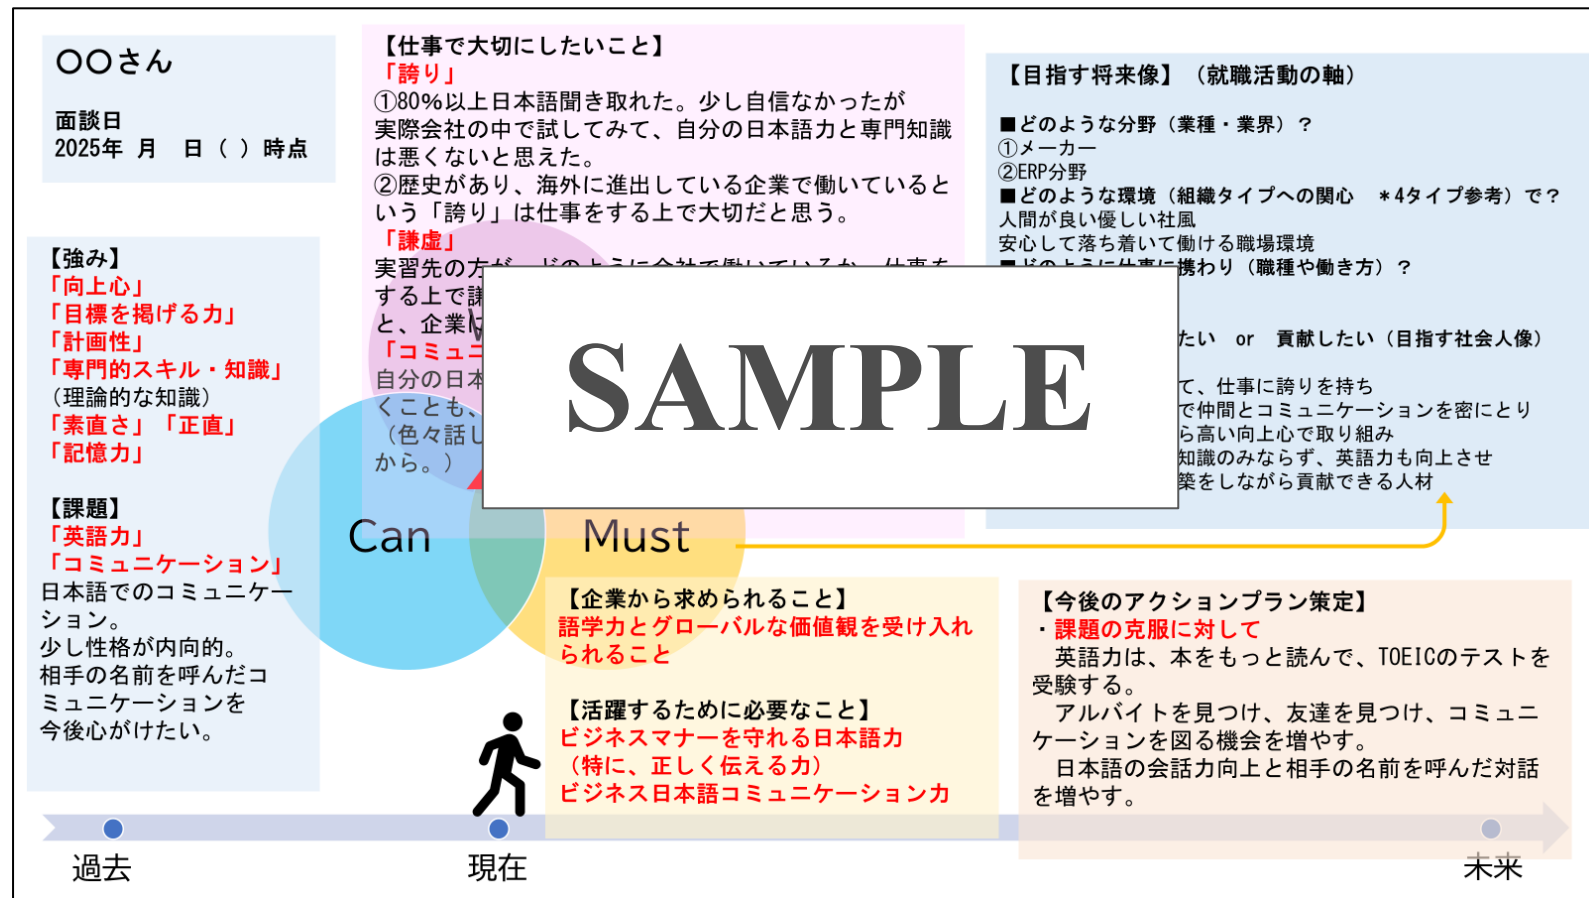 〇〇さん
面談日
2025年 月　日（ ）時点
【強み】
「向上心」
「目標を掲げる力」
「計画性」
「専門的スキル・知識」
（理論的な知識）
「素直さ」「正直」
「記憶力」
【課題】
「英語力」
「コミュニケーション」
日本語でのコミュニケー
ション。
少し性格が内向的。
相手の名前を呼んだコ
ミュニケーションを
今後心がけたい。
【仕事で大切にしたいこと】
「誇り」
①80%以上日本語聞き取れた。少し自信なかったが
実際会社の中で試してみて、自分の日本語力と専門知識
は悪くないと思えた。
②歴史があり、海外に進出している企業で働いていると
いう「誇り」は仕事をする上で大切だと思う。
「謙虚」
実習先の方が、どのように会社で働いているか、仕事を
する上で謙
と、企業に
「コミュニ
自分の日本
くことも、
（色々話し
から。）
SAMPLE
Can
Must
【目指す将来像】（就職活動の軸）
■どのような分野（業種・業界）？
①メーカー
②ERP分野
■どのような環境（組織タイプへの関心　＊4タイプ参考）で？
人間が良い優しい社風
安心して落ち着いて働ける職場環境
■どのように仕事に携わり（職種や働き方）？
たい　or　貢献したい（目指す社会人像）
て、仕事に誇りを持ち
で仲間とコミュニケーションを密にとり
ら高い向上心で取り組み
知識のみならず、英語力も向上させ
築をしながら貢献できる人材
【企業から求められること】
語学力とグローバルな価値観を受け入れ
られること
【活躍するために必要なこと】
ビジネスマナーを守れる日本語力
（特に、正しく伝える力）
ビジネス日本語コミュニケーション力
【今後のアクションプラン策定】
・課題の克服に対して
　英語力は、本をもっと読んで、TOEICのテストを
受験する。
　アルバイトを見つけ、友達を見つけ、コミュニ
ケーションを図る機会を増やす。
　日本語の会話力向上と相手の名前を呼んだ対話
を増やす。
過去
現在
未来